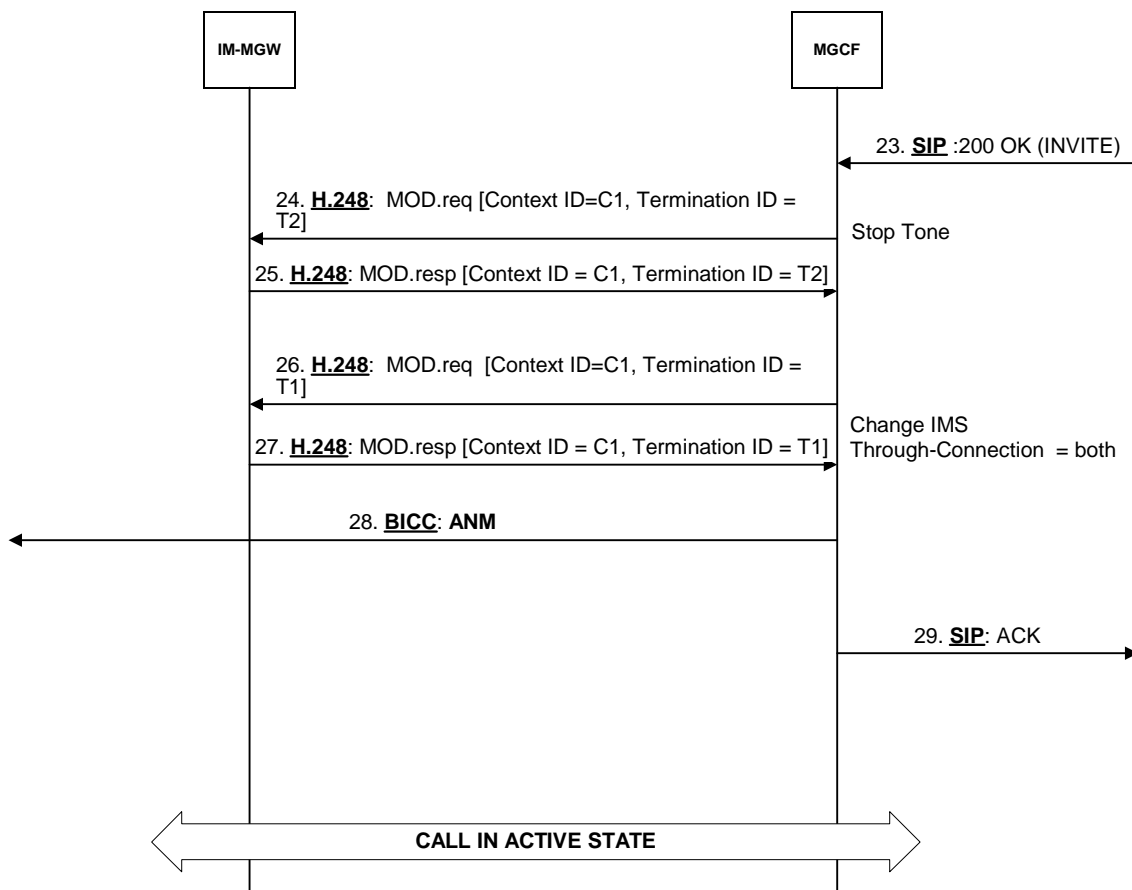 IM-MGW
MGCF
23. SIP :200 OK (INVITE)
24. H.248: MOD.req [Context ID=C1, Termination ID =
T2]
Stop Tone
25. H.248: MOD.resp [Context ID = C1, Termination ID = T2]
26. H.248: MOD.req [Context ID=C1, Termination ID =
T1]
Change IMS
Through-Connection = both
27. H.248: MOD.resp [Context ID = C1, Termination ID = T1]
28. BICC: ANM
29. SIP: ACK
CALL IN ACTIVE STATE